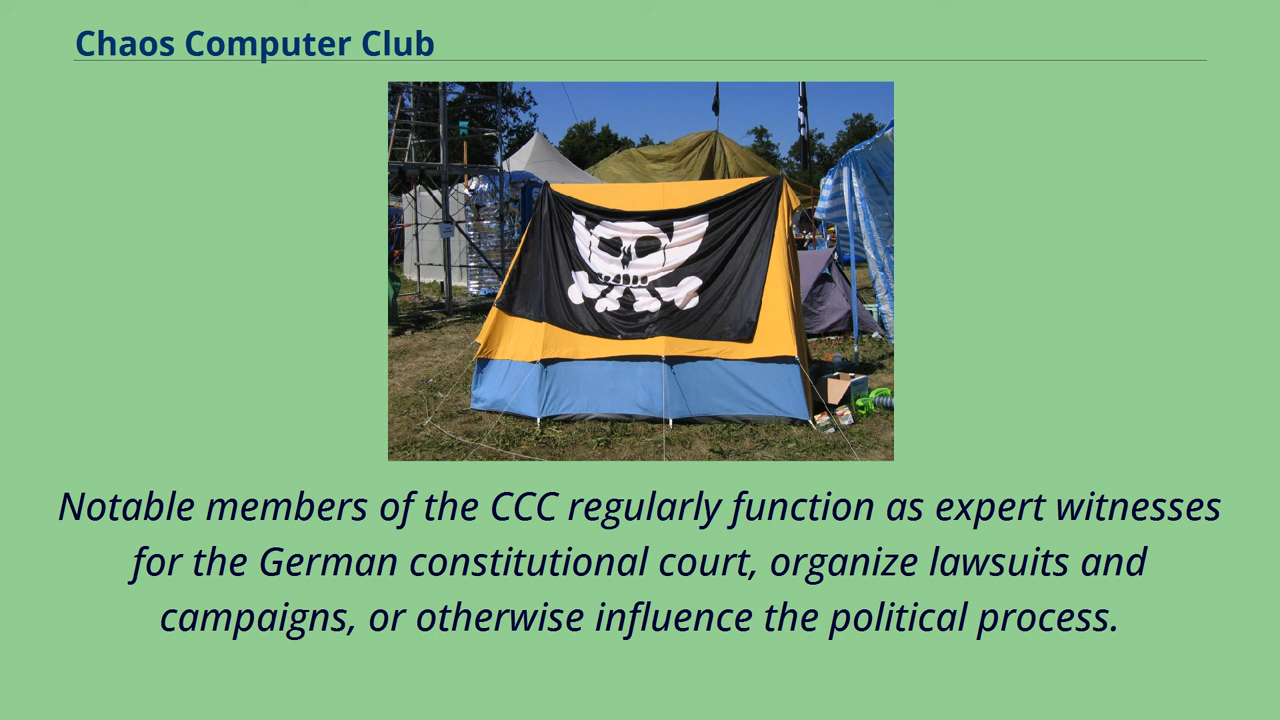 Chaos Computer Club
Notable members of the CCC regularly function as expert witnesses
for the German constitutional court, organize lawsuits and
campaigns, or otherwise influence the political process.